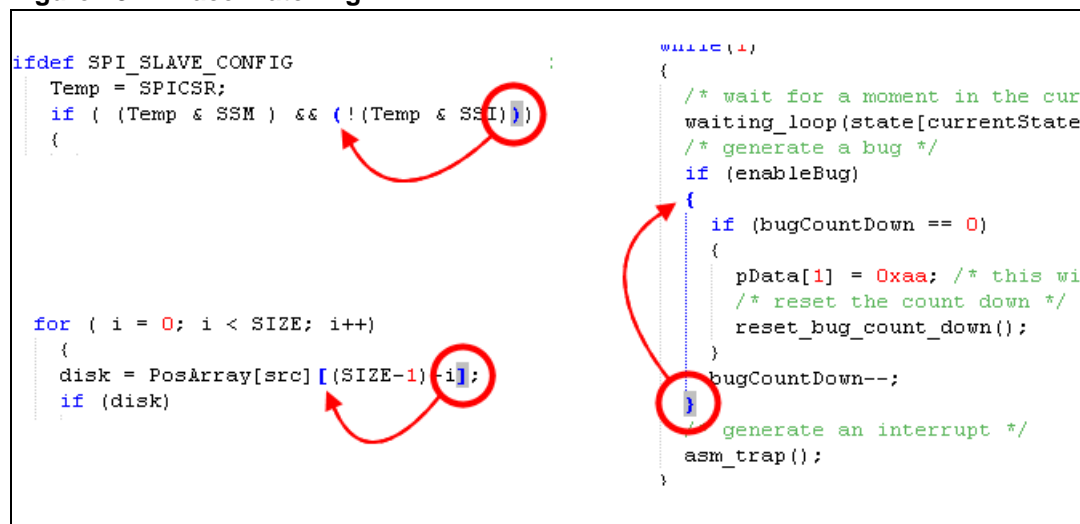 ifdef SPI_SLAVE_CONFIG
Temp = SPICSR;
if ( (Temp & SSM ) && (!(Temp & SSI)))
{
for ( i = 0; i < SIZE; i++)
{
disk = PosArray[src][(SIZE-1)-i];
if (disk)
while(1)
{
/* wait for a moment in the cur
waiting_loop(state[currentState
/* generate a bug */
if (enableBug)
{
if (bugCountDown == 0)
{
pData[1] = 0xaa; /* this wi
/* reset the count down */
reset_bug_count_down();
}
bugCountDown--;
}
/* generate an interrupt */
asm_trap();
}